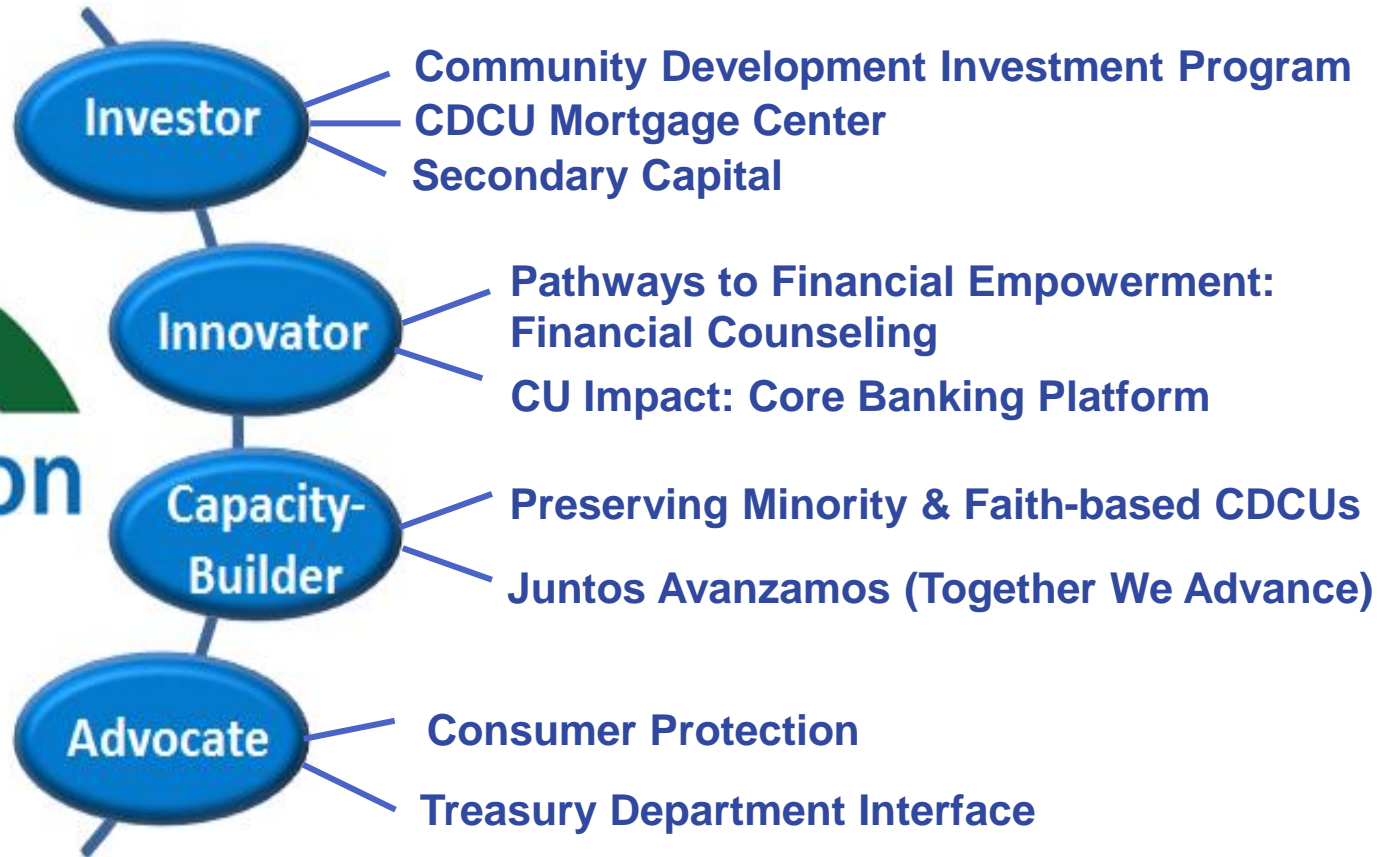 Investor
Community Development Investment Program
CDCU Mortgage Center
Secondary Capital
Innovator
Pathways to Financial Empowerment:
Financial Counseling
CU Impact: Core Banking Platform
on
Capacity-
Builder
Preserving Minority & Faith-based CDCUs
Juntos Avanzamos (Together We Advance)
Advocate
Consumer Protection
Treasury Department Interface